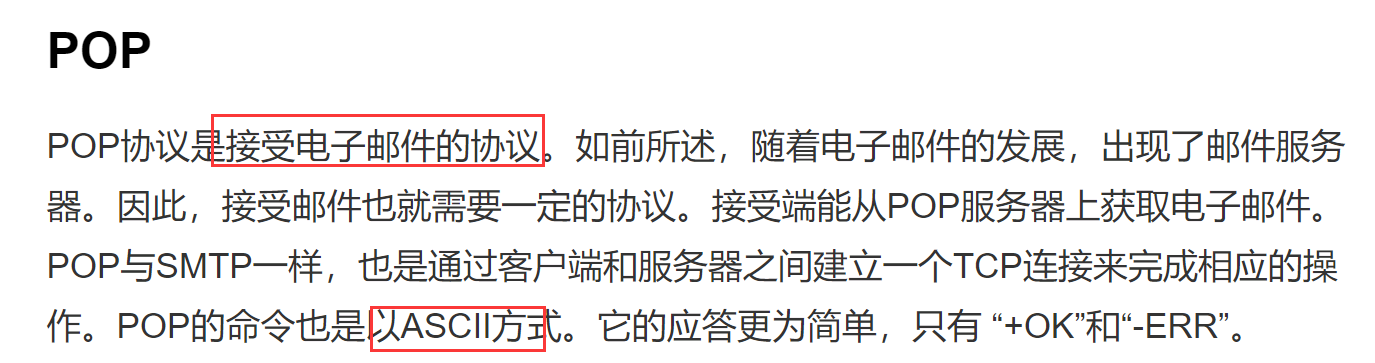 POP
POP协议是接受电子邮件的协议。如前所述，随着电子邮件的发展，出现了邮件服务
器。因此，接受邮件也就需要一定的协议。接受端能从POP服务器上获取电子邮件。
POP与SMTP一样，也是通过客户端和服务器之间建立一个TCP连接来完成相应的操
作。POP的命令也是以ASCII方式。它的应答更为简单，只有 “+OK”和“-ERR”。